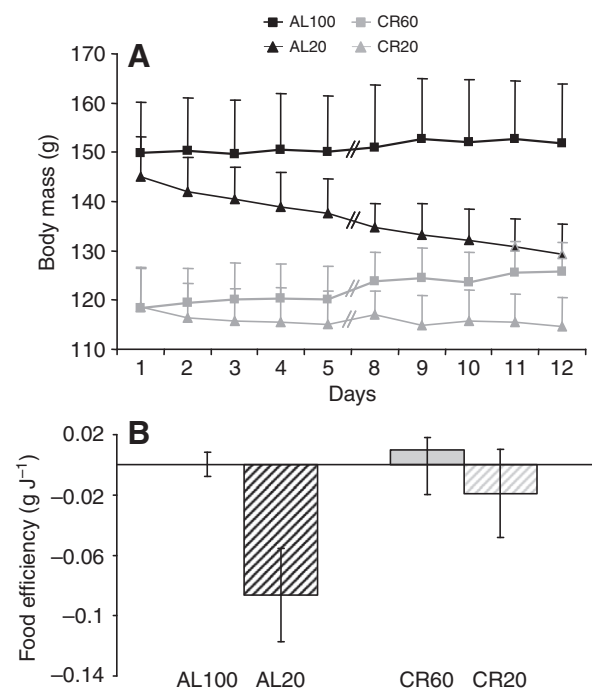 AL100 CR60
AL20 CR20
A
170
160
150
140
130
120
110
Body mass (g)
1 2 3 4 5 8 9 10 11 12
Days
B
0.02
−0.02
−0.06
−0.1
−0.14
Food efficiency (g J⁻¹)
AL100 AL20 CR60 CR20